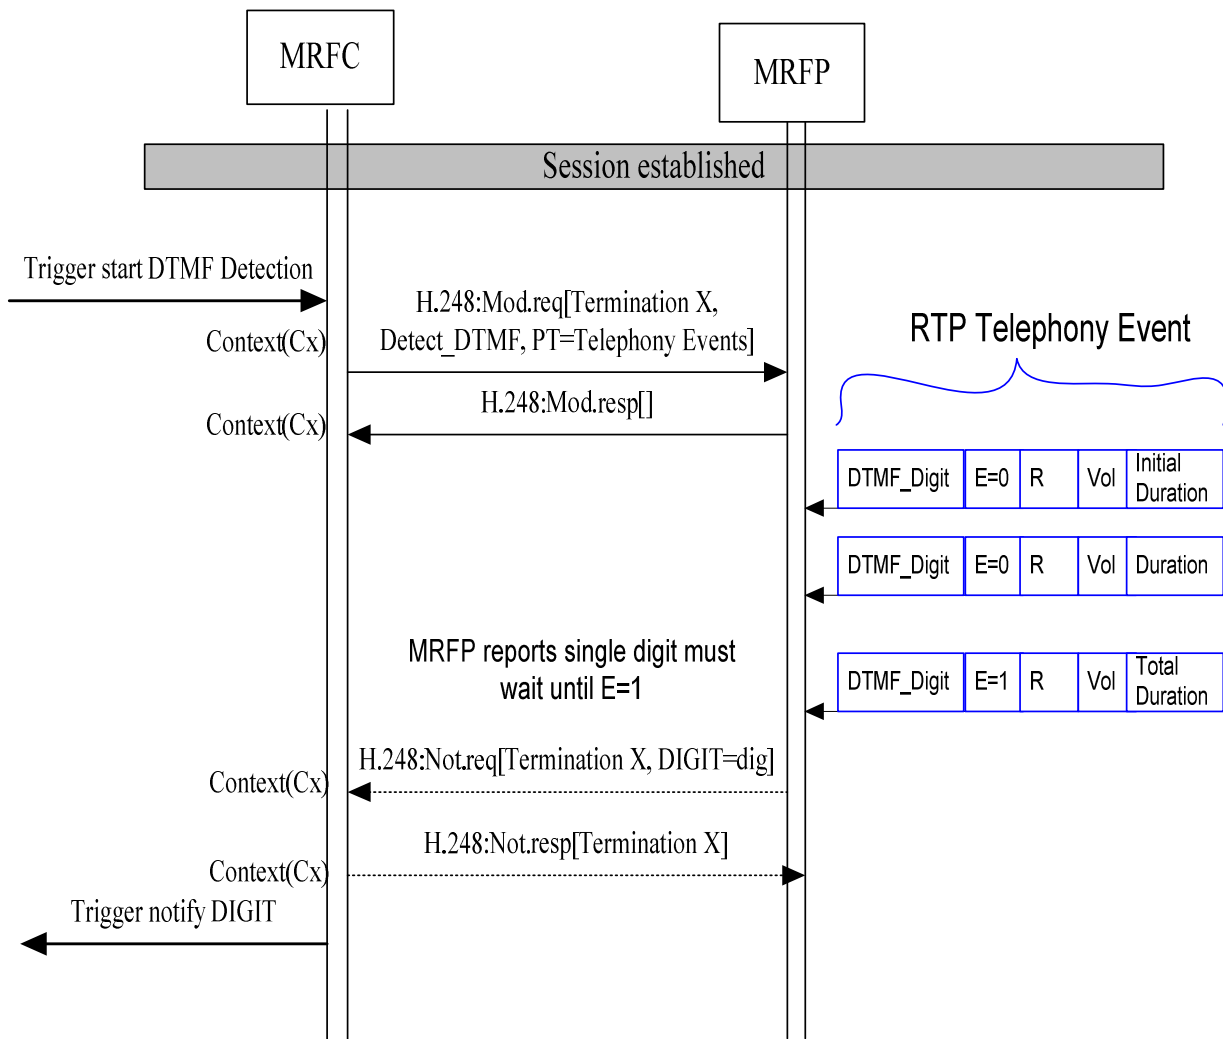 MRFC
MRFP
Session established
Trigger start DTMF Detection
H.248:Mod.req[Termination X,
Detect_DTMF, PT=Telephony Events]
Context(Cx)
RTP Telephony Event
H.248:Mod.resp[]
Context(Cx)
DTMF_Digit E=0 R Vol Initial
Duration
DTMF_Digit E=0 R Vol Duration
MRFP reports single digit must
wait until E=1
DTMF_Digit E=1 R Vol Total
Duration
H.248:Not.req[Termination X, DIGIT=dig]
Context(Cx)
H.248:Not.resp[Termination X]
Context(Cx)
Trigger notify DIGIT